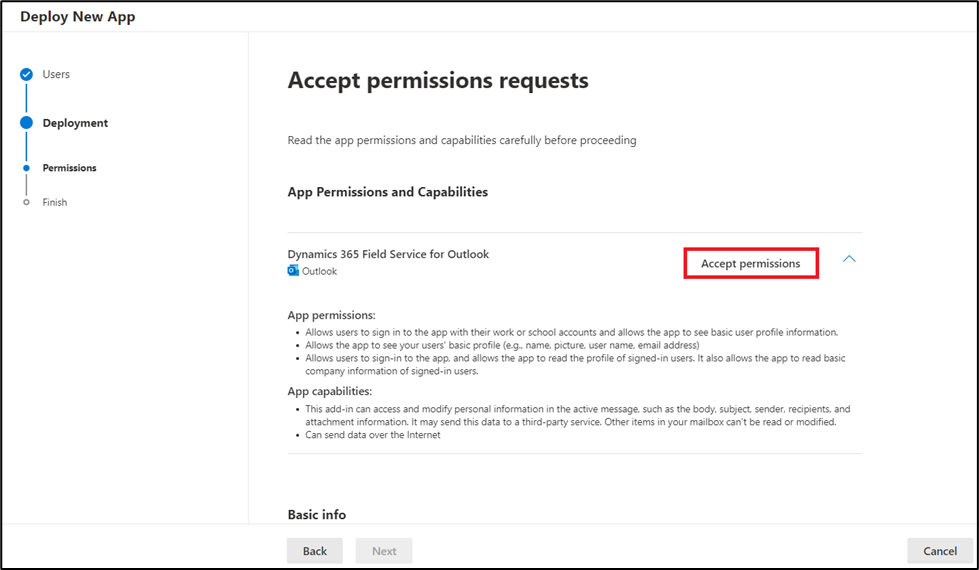 Deploy New App
Users
Deployment
Permissions
Finish
Accept permissions requests
Read the app permissions and capabilities carefully before proceeding
App Permissions and Capabilities
Dynamics 365 Field Service for Outlook
Outlook
Accept permissions
App permissions:
• Allows users to sign in to the app with their work or school accounts and allows the app to see basic user profile information.
• Allows the app to see your users' basic profile (e.g., name, picture, user name, email address)
• Allows users to sign-in to the app, and allows the app to read the profile of signed-in users. It also allows the app to read basic
company information of signed-in users.
App capabilities:
• This add-in can access and modify personal information in the active message, such as the body, subject, sender, recipients, and
attachment information. It may send this data to a third-party service. Other items in your mailbox can't be read or modified.
• Can send data over the Internet
Basic info
Back
Next
Cancel